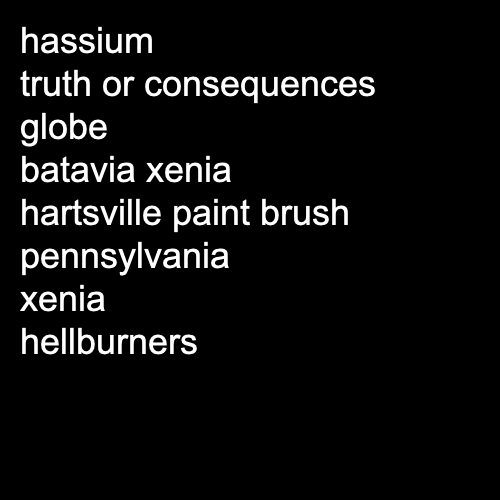 hassium
truth or consequences
globe
batavia xenia
hartsville paint brush
pennsylvania
xenia
hellburners